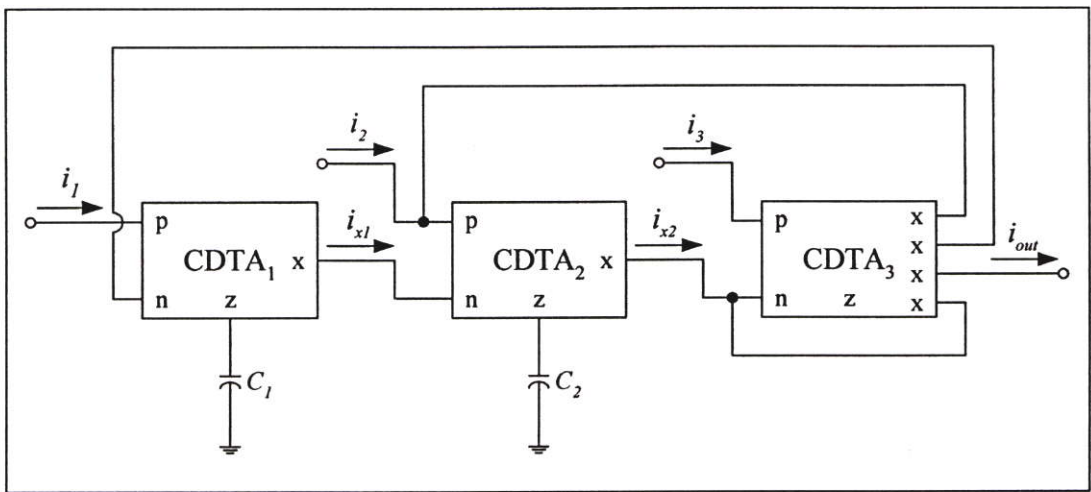 i1
i2
i3
p
n
CDTA1
x
z
C1
ix1
p
n
CDTA2
x
z
C2
ix2
p
n
CDTA3
z
x
x
x
x
iout